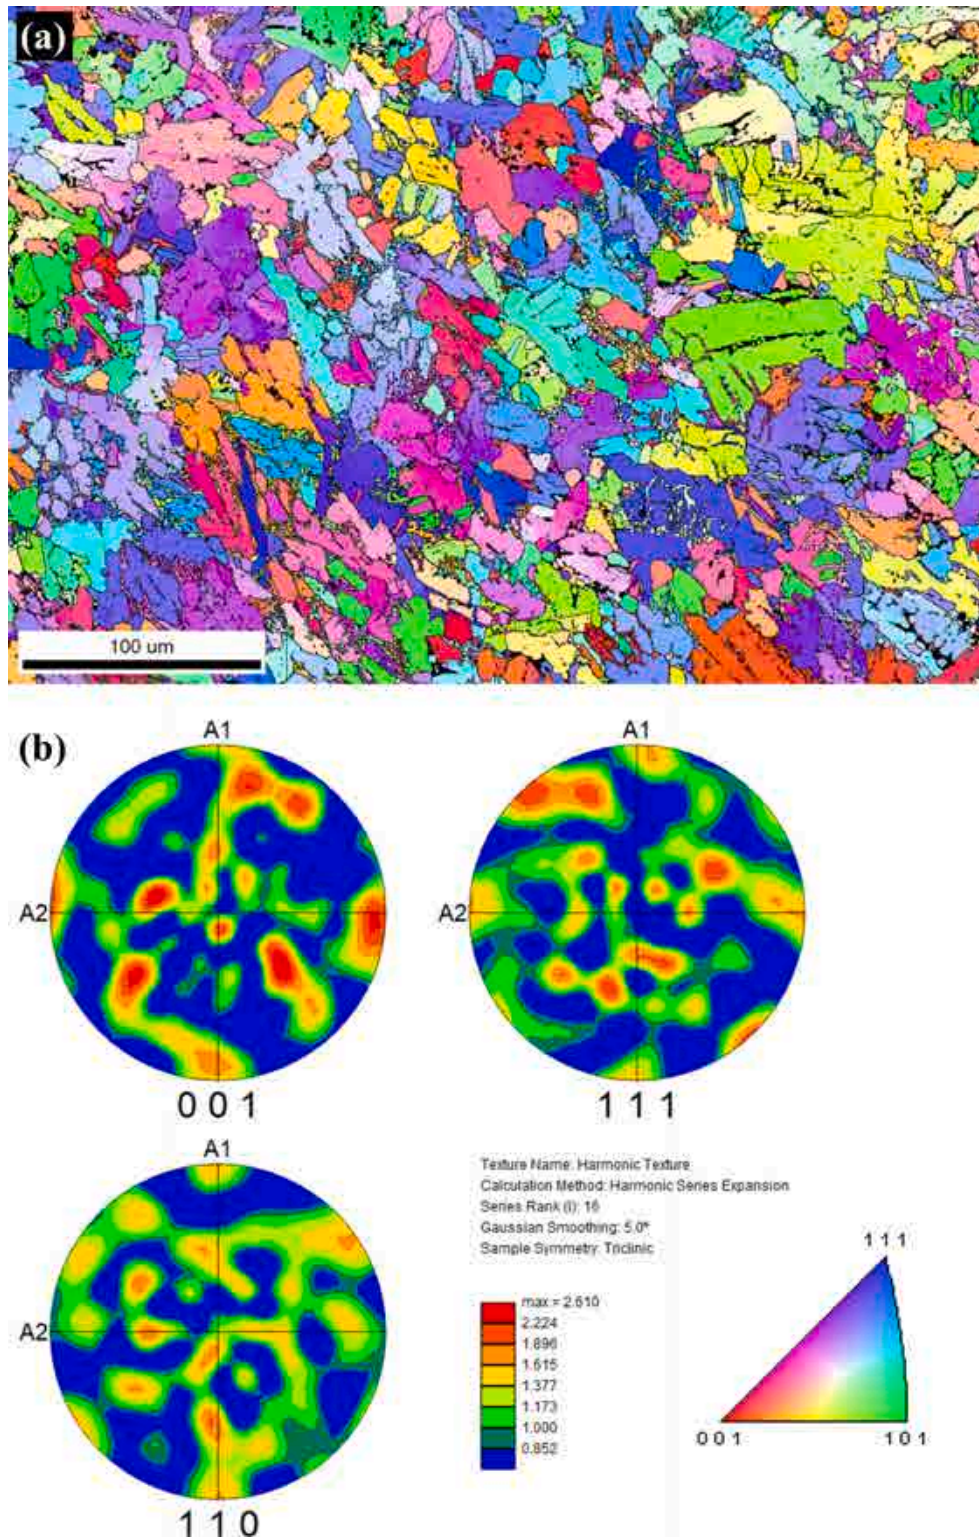 (a)
100 um
(b)
A1
A2
0 0 1
A1
A2
1 1 1
A1
A2
1 1 0
Texture Name: Harmonic Texture
Calculation Method: Harmonic Series Expansion
Series Rank (l): 16
Gaussian Smoothing: 5.0°
Sample Symmetry: Triclinic
max = 2.610
2.224
1.896
1.615
1.377
1.173
1.000
0.852
1 1 1
0 0 1
1 0 1